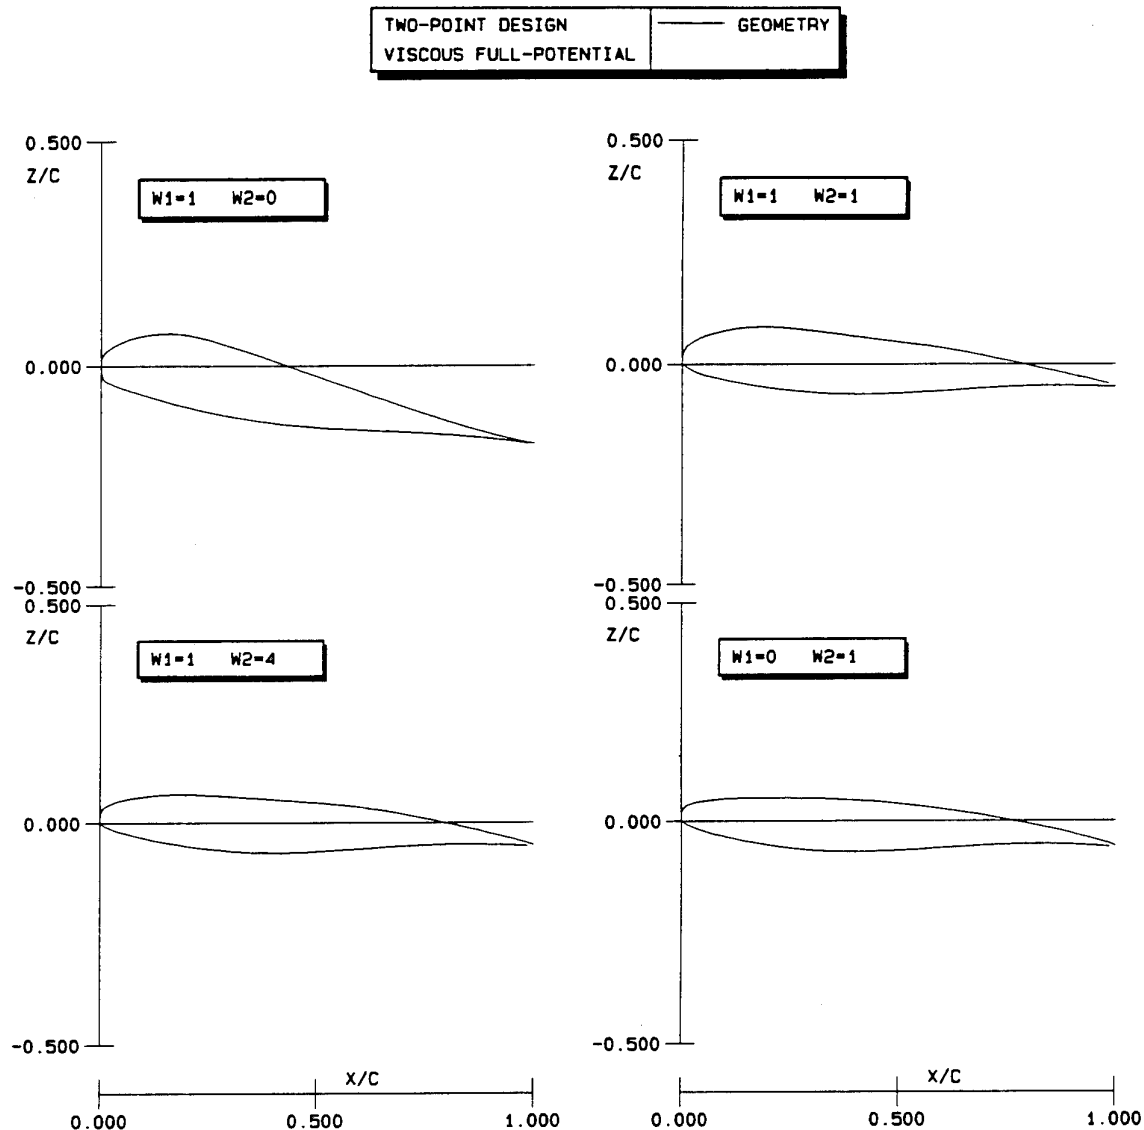 TWO-POINT DESIGN
VISCOUS FULL-POTENTIAL
GEOMETRY
0.500
Z/C
W1=1 W2=0
0.000
-0.500
0.500
Z/C
W1=1 W2=1
0.000
-0.500
0.500
Z/C
W1=1 W2=4
0.000
-0.500
X/C
0.000 0.500 1.000
0.500
Z/C
W1=0 W2=1
0.000
-0.500
X/C
0.000 0.500 1.000